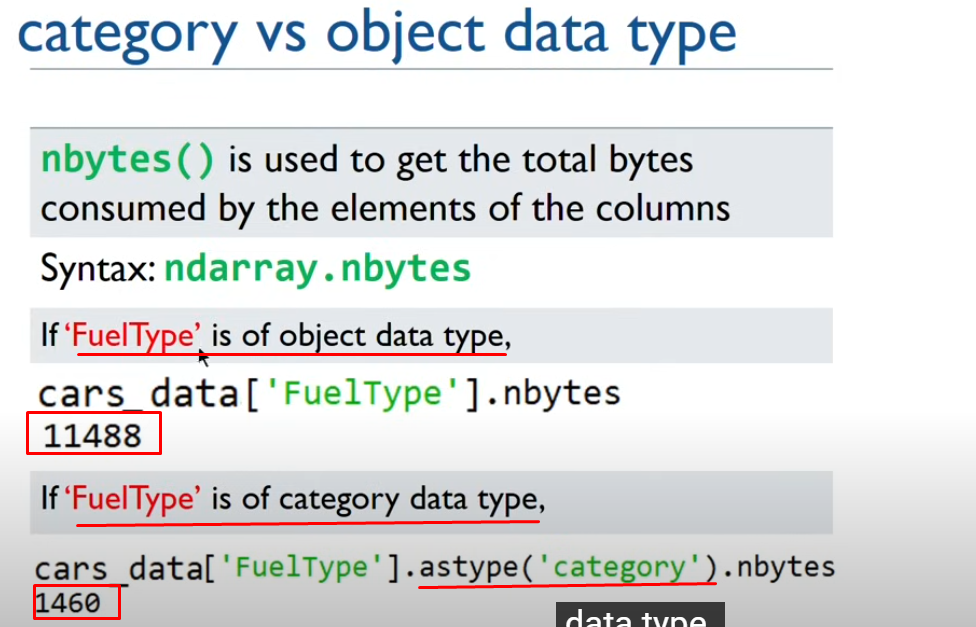 category vs object data type
nbytes() is used to get the total bytes
consumed by the elements of the columns
Syntax: ndarray.nbytes
If ‘FuelType’ is of object data type,
cars_data['FuelType'].nbytes
11488
If ‘FuelType’ is of category data type,
cars_data['FuelType'].astype('category').nbytes
1460
data type